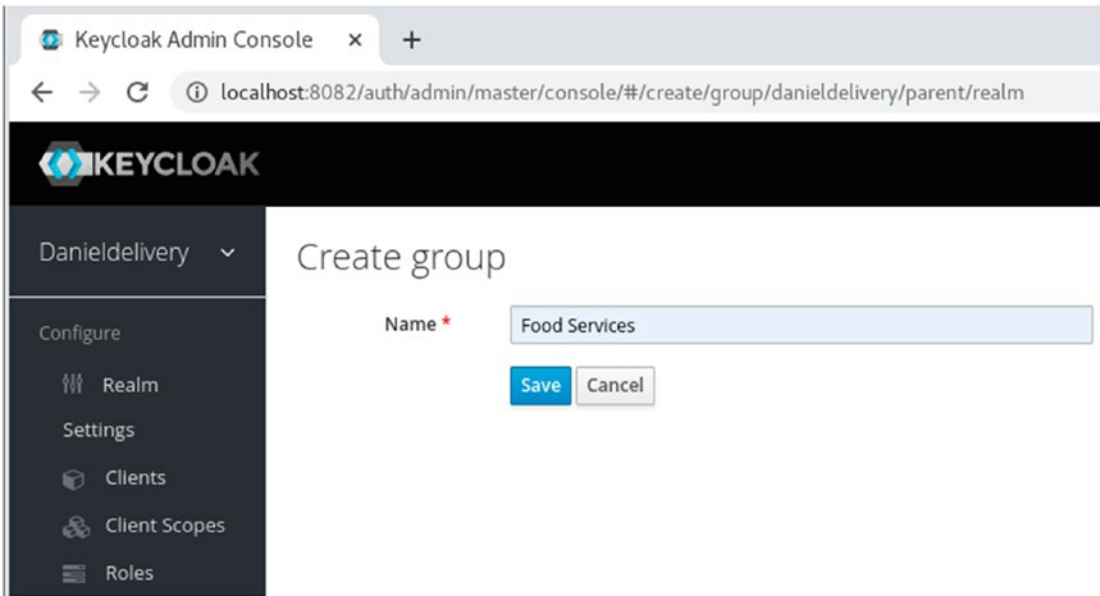 Keycloak Admin Console
localhost:8082/auth/admin/master/console/#/create/group/danieldelivery/parent/realm
KEYCLOAK
Danieldelivery
Create group
Name * Food Services
Save Cancel
Configure
Realm
Settings
Clients
Client Scopes
Roles